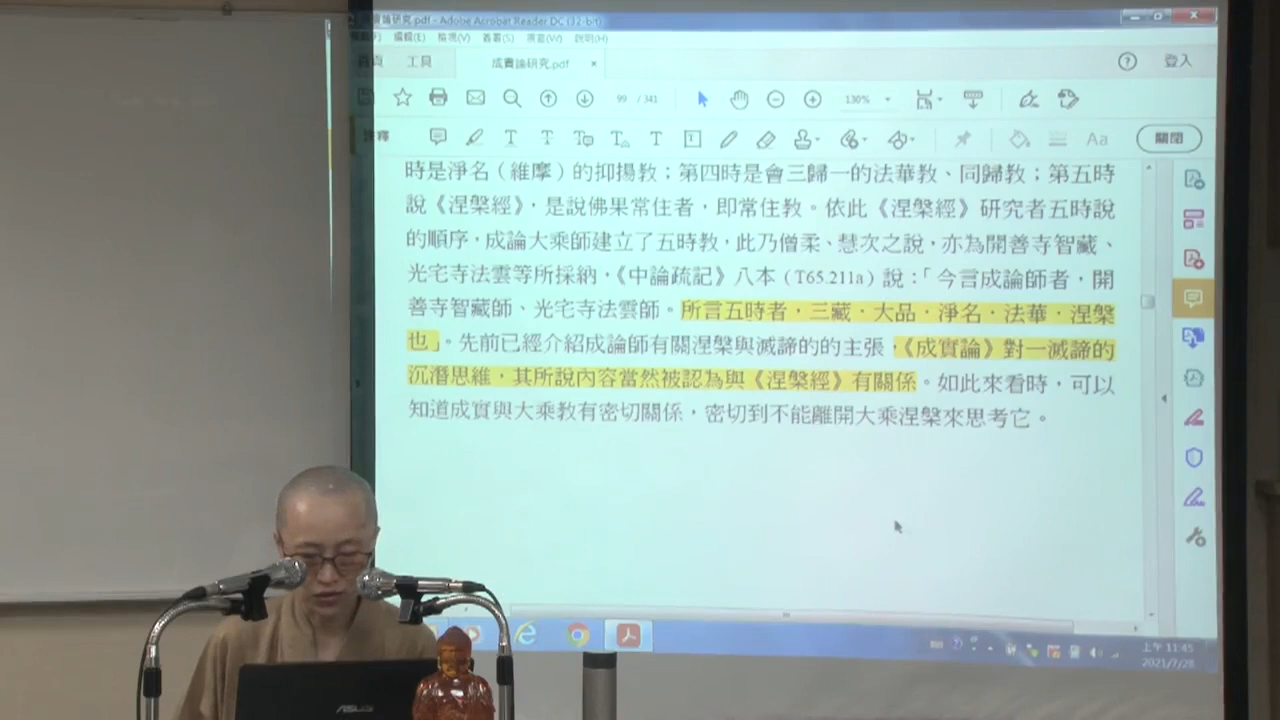 成實論研究.pdf - Adobe Acrobat Reader DC (32-bit)
編輯(E) 檢視(V) 簽署(S) 視窗(W) 說明(H)
首頁 工具 成實論研究.pdf × 登入
99 / 341 130%
註釋 Aa 關閉
時是淨名（維摩）的抑揚教；第四時是會三歸一的法華教、同歸教；第五時
說《涅槃經》，是說佛果常住者，即常住教。依此《涅槃經》研究者五時說
的順序，成論大乘師建立了五時教，此乃僧柔、慧次之說，亦為開善寺智藏、
光宅寺法雲等所採納，《中論疏記》八本（T65.211a）說：「今言成論師者，開
善寺智藏師、光宅寺法雲師。所言五時者，三藏．大品．淨名．法華．涅槃
也」。先前已經介紹成論師有關涅槃與滅諦的的主張，《成實論》對一滅諦的
沉潛思維，其所說內容當然被認為與《涅槃經》有關係。如此來看時，可以
知道成實與大乘教有密切關係，密切到不能離開大乘涅槃來思考它。
上午 11:45
2021/7/28
ASUS